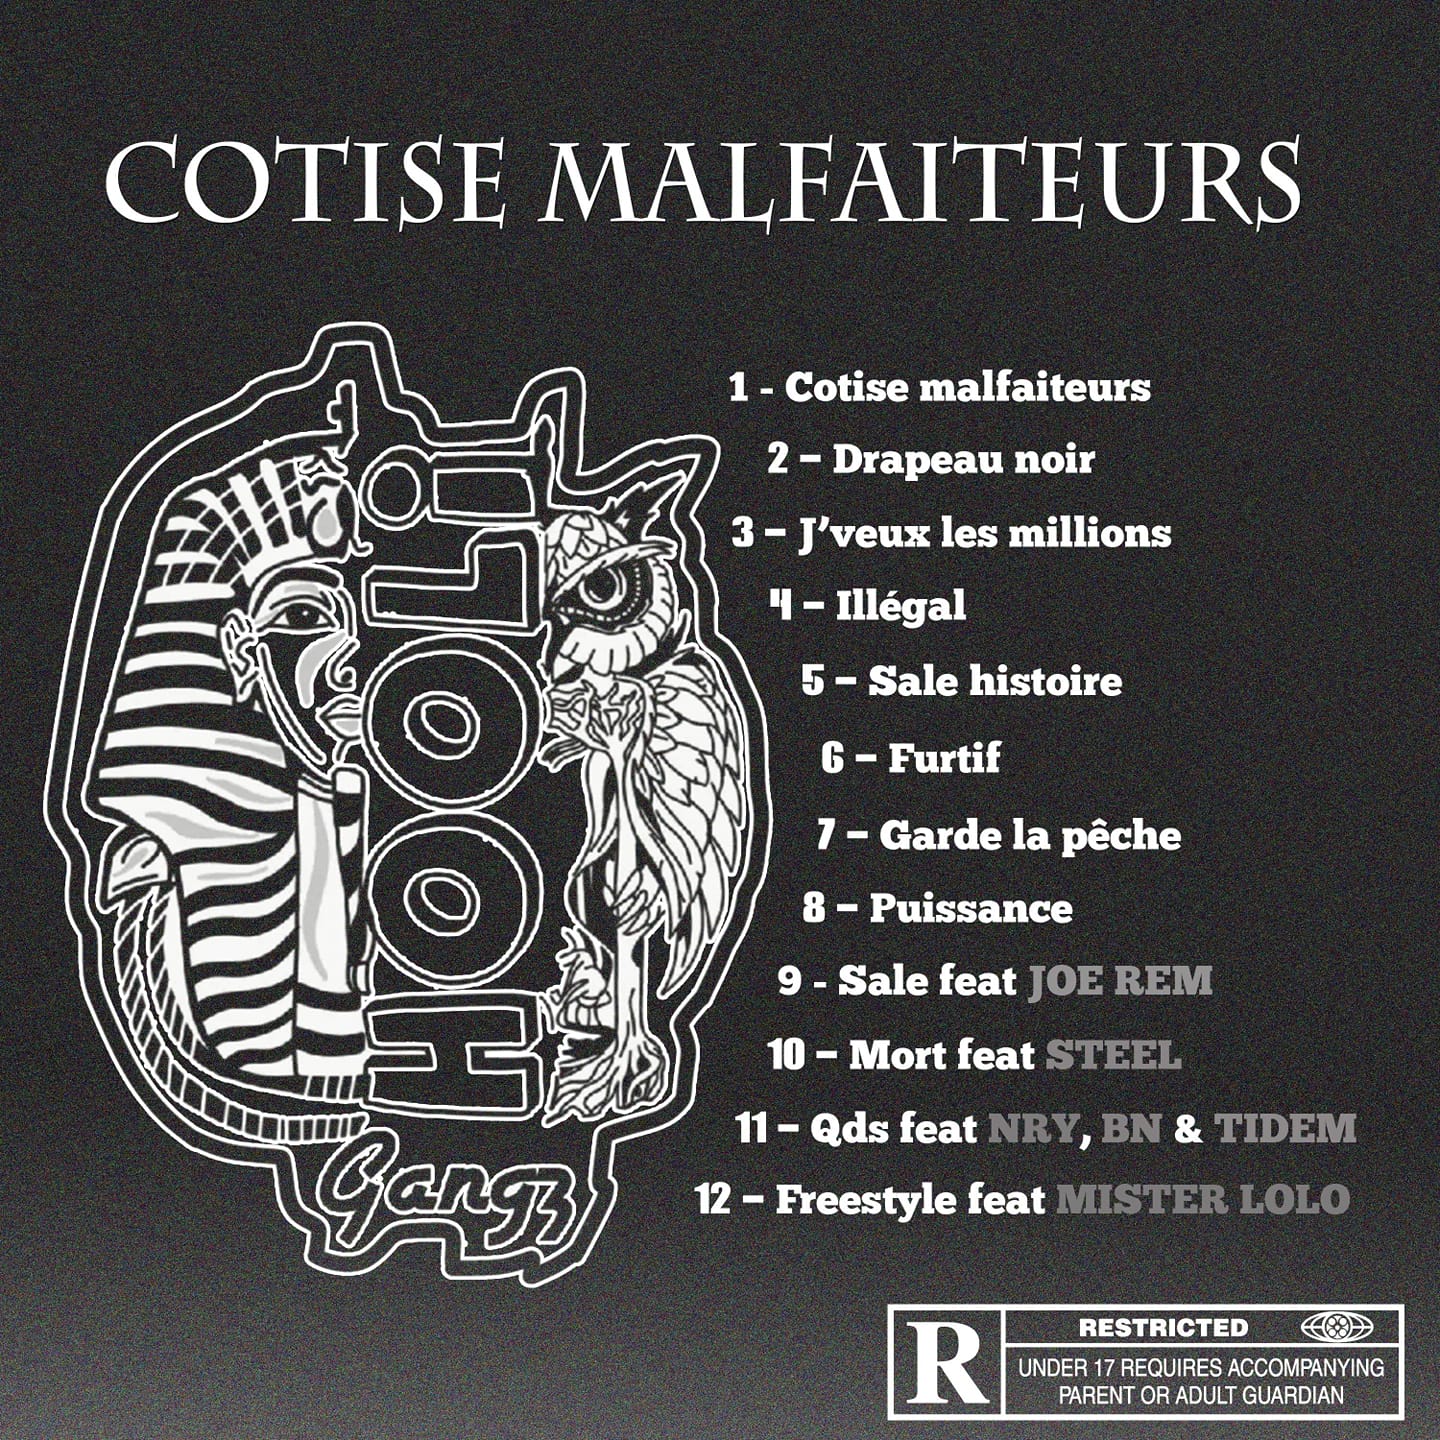 COTISE MALFAITEURS
HOOLi
Gangz
1 - Cotise malfaiteurs
2 – Drapeau noir
3 – J'veux les millions
4 – Illégal
5 – Sale histoire
6 – Furtif
7 – Garde la pêche
8 – Puissance
9 - Sale feat JOE REM
10 – Mort feat STEEL
11 – Qds feat NRY, BN & TIDEM
12 – Freestyle feat MISTER LOLO
R
RESTRICTED
UNDER 17 REQUIRES ACCOMPANYING
PARENT OR ADULT GUARDIAN